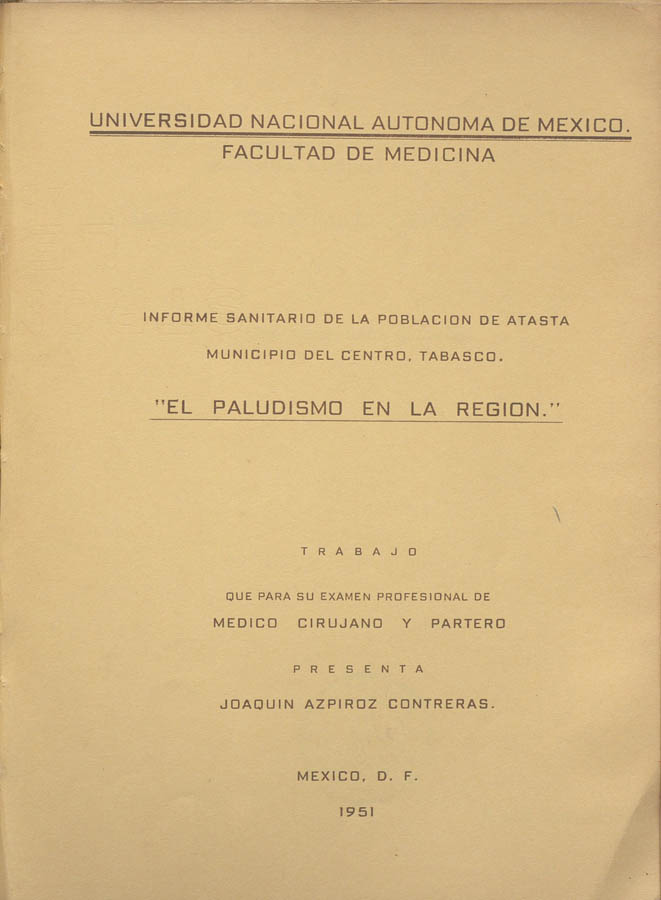 UNIVERSIDAD NACIONAL AUTONOMA DE MEXICO.
FACULTAD DE MEDICINA
INFORME SANITARIO DE LA POBLACION DE ATASTA
MUNICIPIO DEL CENTRO, TABASCO.
"EL PALUDISMO EN LA REGION."
TRABAJO
QUE PARA SU EXAMEN PROFESIONAL DE
MEDICO CIRUJANO Y PARTERO
PRESENTA
JOAQUIN AZPIROZ CONTRERAS.
MEXICO, D. F.
1951